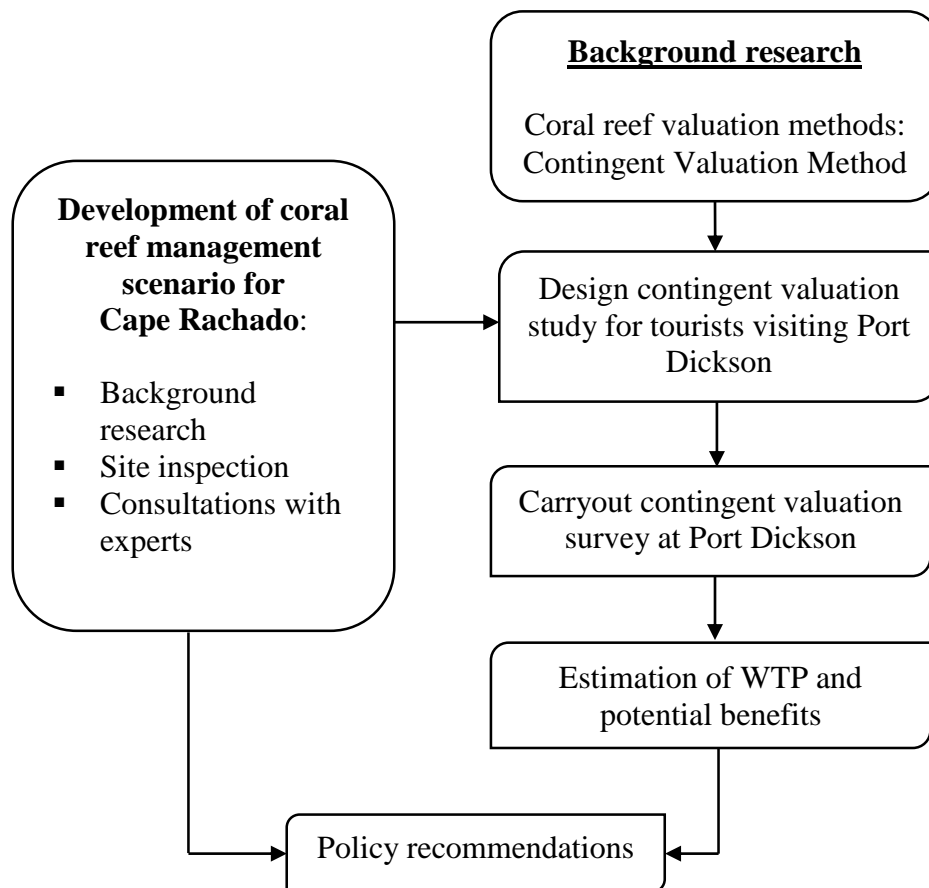 Background research
Coral reef valuation methods:
Contingent Valuation Method
Development of coral
reef management
scenario for
Cape Rachado:
▪ Background
research
▪ Site inspection
▪ Consultations with
experts
Design contingent valuation
study for tourists visiting Port
Dickson
Carryout contingent valuation
survey at Port Dickson
Estimation of WTP and
potential benefits
Policy recommendations